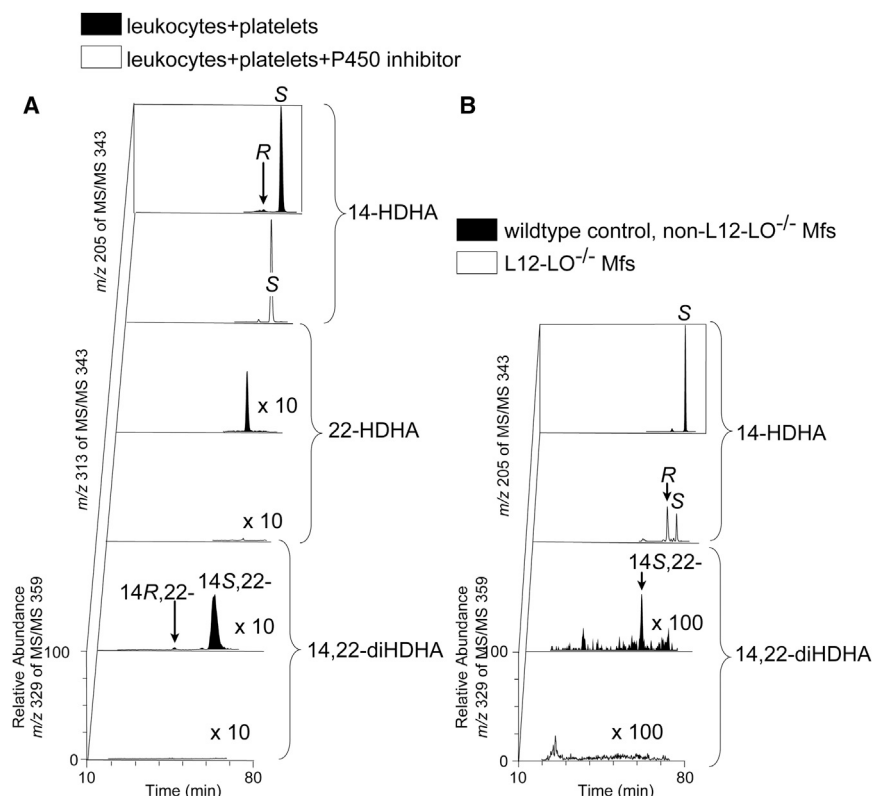 leukocytes+platelets
leukocytes+platelets+P450 inhibitor
A
S
R
m/z 205 of MS/MS 343
14-HDHA
S
m/z 313 of MS/MS 343
x 10
22-HDHA
x 10
14R,22-
14S,22-
x 10
Relative Abundance
m/z 329 of MS/MS 359
100
14,22-diHDHA
x 10
0
10
80
Time (min)
B
wildtype control, non-L12-LO-/- Mfs
L12-LO-/- Mfs
S
m/z 205 of MS/MS 343
14-HDHA
R
S
14S,22-
x 100
Relative Abundance
m/z 329 of MS/MS 359
100
14,22-diHDHA
x 100
0
10
80
Time (min)